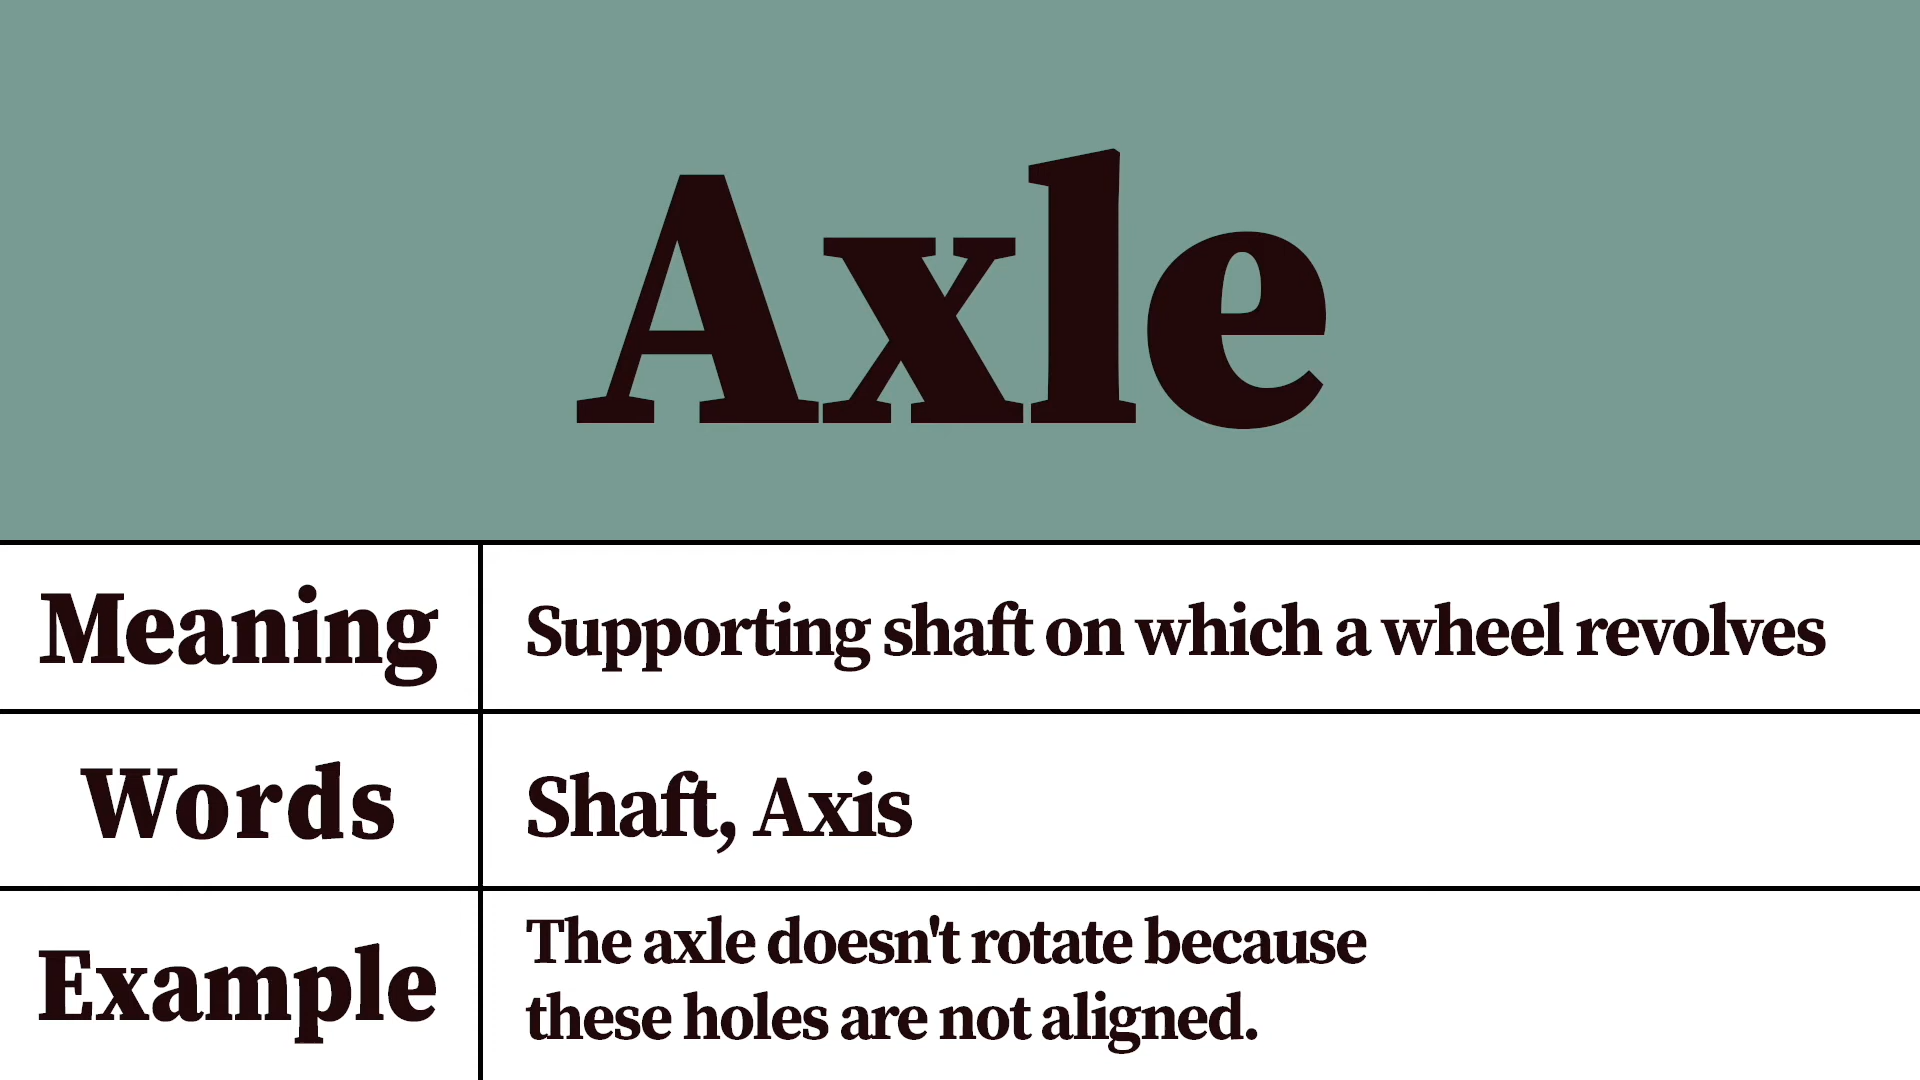 Axle
Meaning
Supporting shaft on which a wheel revolves
Words
Shaft, Axis
Example
The axle doesn't rotate because
these holes are not aligned.